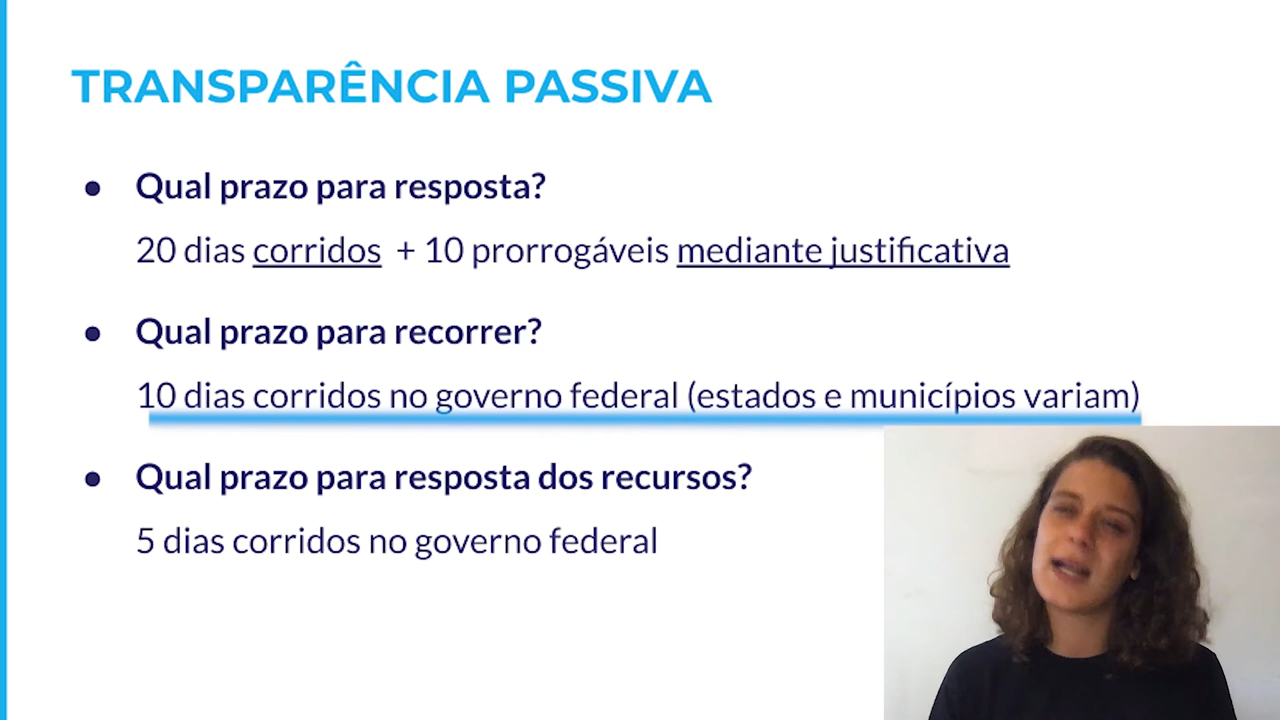 TRANSPARÊNCIA PASSIVA
● Qual prazo para resposta?
20 dias corridos + 10 prorrogáveis mediante justificativa
● Qual prazo para recorrer?
10 dias corridos no governo federal (estados e municípios variam)
● Qual prazo para resposta dos recursos?
5 dias corridos no governo federal